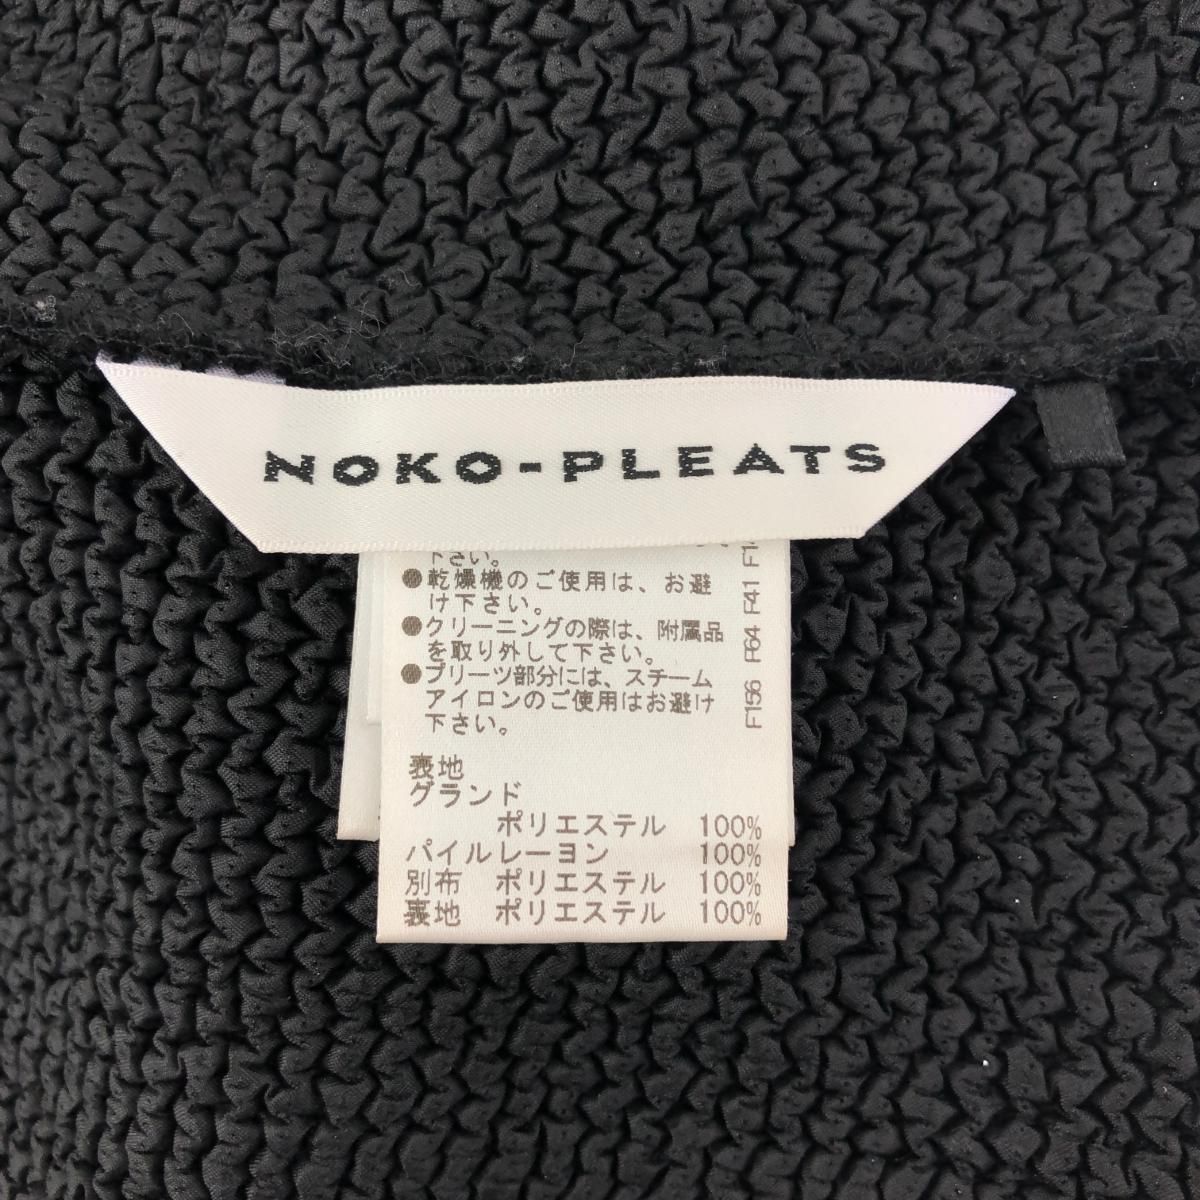 NOKO-PLEATS
下さい。
●乾燥機のご使用は、お避
け下さい。
●クリーニングの際は、附属品
を取り外して下さい。
●プリーツ部分には、スチーム
アイロンのご使用はお避け
下さい。
F156 F64 F41
表地
グランド
ポリエステル 100%
パイルレーヨン 100%
別布 ポリエステル 100%
表地 ポリエステル 100%